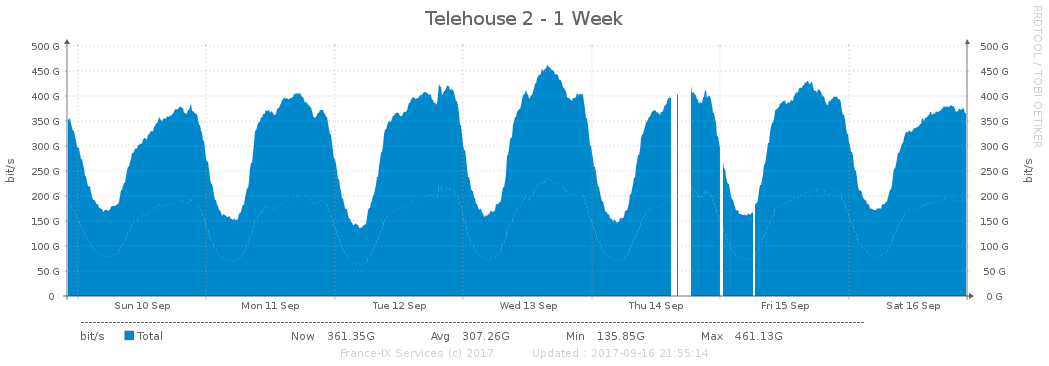 Telehouse 2 - 1 Week
RRDTOOL / TOBI OETIKER
500 G 500 G
450 G 450 G
400 G 400 G
350 G 350 G
300 G 300 G
250 G 250 G
200 G 200 G
150 G 150 G
100 G 100 G
50 G 50 G
0 0 G
bit/s bit/s
Sun 10 Sep Mon 11 Sep Tue 12 Sep Wed 13 Sep Thu 14 Sep Fri 15 Sep Sat 16 Sep
bit/s Total Now 361.35G Avg 307.26G Min 135.85G Max 461.13G
France-IX Services (c) 2017 Updated : 2017-09-16 21:55:14